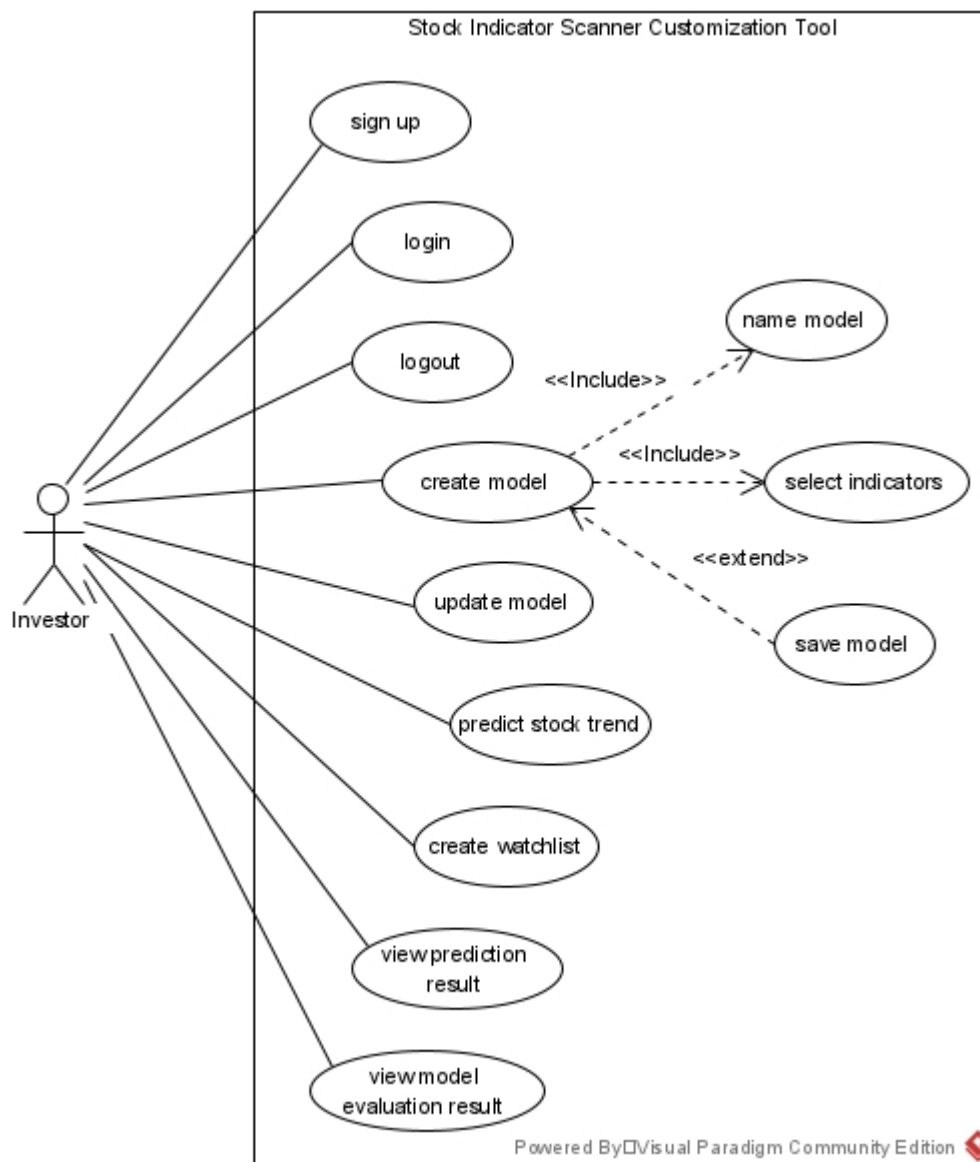 Stock Indicator Scanner Customization Tool
sign up
login
logout
name model
<<Include>>
<<Include>>
create model
select indicators
<<extend>>
Investor
update model
save model
predict stock trend
create watchlist
view prediction
result
view model
evaluation result
Powered By□Visual Paradigm Community Edition